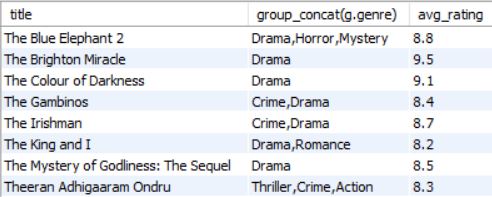 title group_concat(g.genre) avg_rating
The Blue Elephant 2 Drama,Horror,Mystery 8.8
The Brighton Miracle Drama 9.5
The Colour of Darkness Drama 9.1
The Gambinos Crime,Drama 8.4
The Irishman Crime,Drama 8.7
The King and I Drama,Romance 8.2
The Mystery of Godliness: The Sequel Drama 8.5
Theeran Adhigaaram Ondru Thriller,Crime,Action 8.3